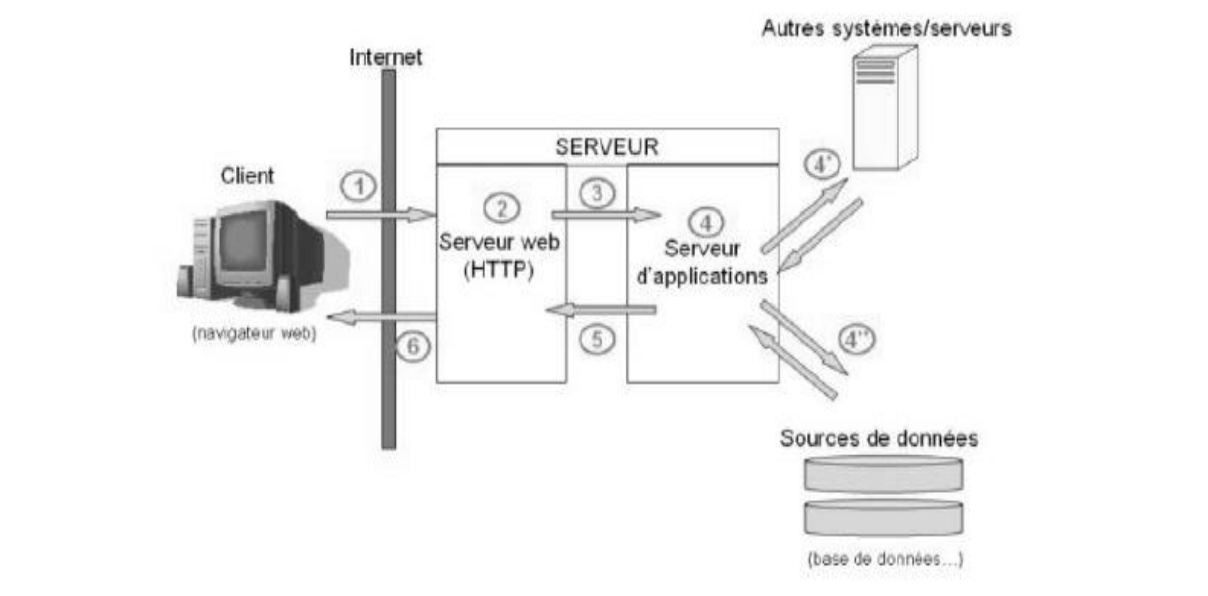 Autres systèmes/serveurs
Internet
SERVEUR
Client
1
2
3
4
4'
Serveur web
(HTTP)
Serveur
d'applications
(navigateur web)
6
5
4''
Sources de données
(base de données...)